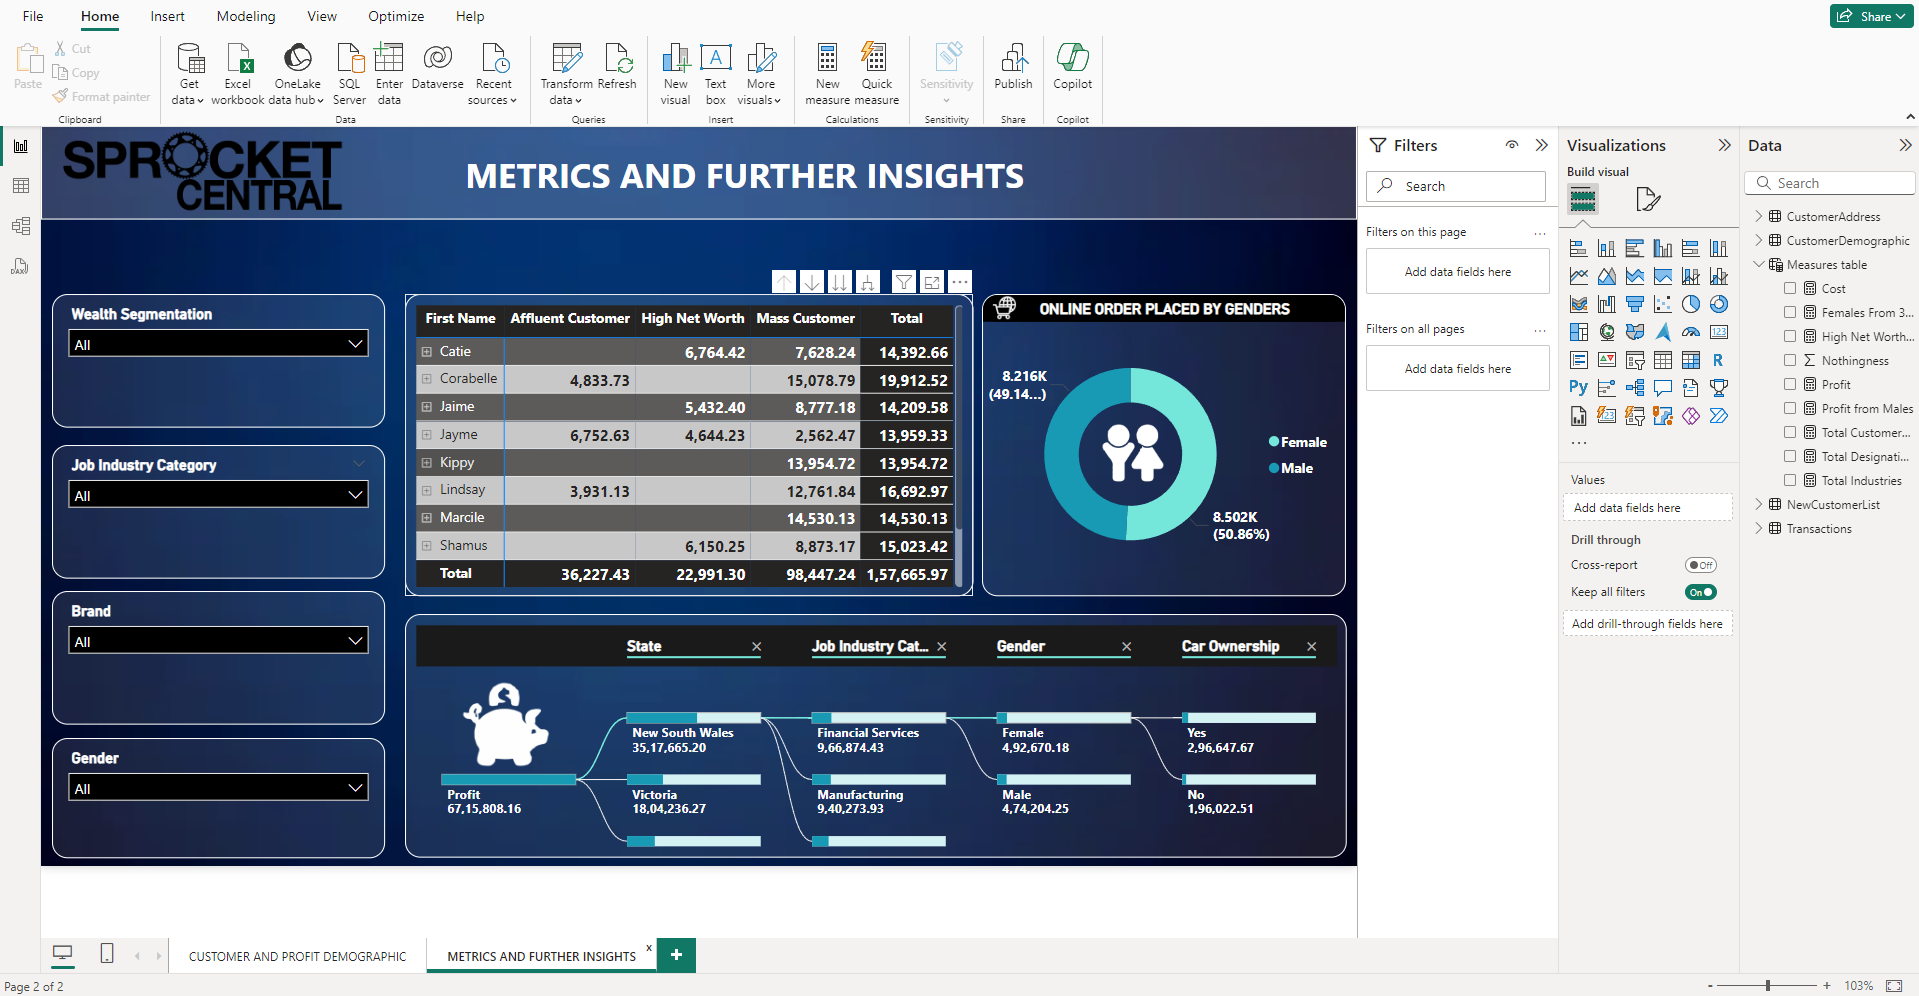 File Home Insert Modeling View Optimize Help Share
Paste Cut
Copy
Format painter
Clipboard
Get data
Excel workbook
OneLake data hub
SQL Server
Enter data
Dataverse
Recent sources
Data
Transform data
Refresh
Queries
New visual
A
Text box
More visuals
Insert
New measure
Quick measure
Calculations
Sensitivity
Sensitivity
Publish
Share
Copilot
Copilot
SPROCKET
CENTRAL
METRICS AND FURTHER INSIGHTS
Wealth Segmentation
All
Job Industry Category
All
Brand
All
Gender
All
First Name Affluent Customer High Net Worth Mass Customer Total
Catie 6,764.42 7,628.24 14,392.66
Corabelle 4,833.73 15,078.79 19,912.52
Jaime 5,432.40 8,777.18 14,209.58
Jayme 6,752.63 4,644.23 2,562.47 13,959.33
Kippy 13,954.72 13,954.72
Lindsay 3,931.13 12,761.84 16,692.97
Marcile 14,530.13 14,530.13
Shamus 6,150.25 8,873.17 15,023.42
Total 36,227.43 22,991.30 98,447.24 1,57,665.97
ONLINE ORDER PLACED BY GENDERS
8.216K
(49.14...)
Female
Male
8.502K
(50.86%)
State Job Industry Cat... Gender Car Ownership
Profit
67,15,808.16
New South Wales
35,17,665.20
Victoria
18,04,236.27
Financial Services
9,66,874.43
Manufacturing
9,40,273.93
Female
4,92,670.18
Male
4,74,204.25
Yes
2,96,647.67
No
1,96,022.51
Filters
Search
Filters on this page ...
Add data fields here
Filters on all pages ...
Add data fields here
Visualizations
Build visual
123
R
Py
123
...
Values
Add data fields here
Drill through
Cross-report Off
Keep all filters On
Add drill-through fields here
Data
Search
CustomerAddress
CustomerDemographic
Measures table
Cost
Females From 3...
High Net Worth...
Nothingness
Profit
Profit from Males
Total Customer...
Total Designati...
Total Industries
NewCustomerList
Transactions
CUSTOMER AND PROFIT DEMOGRAPHIC
METRICS AND FURTHER INSIGHTS x
+
Page 2 of 2
- + 103%